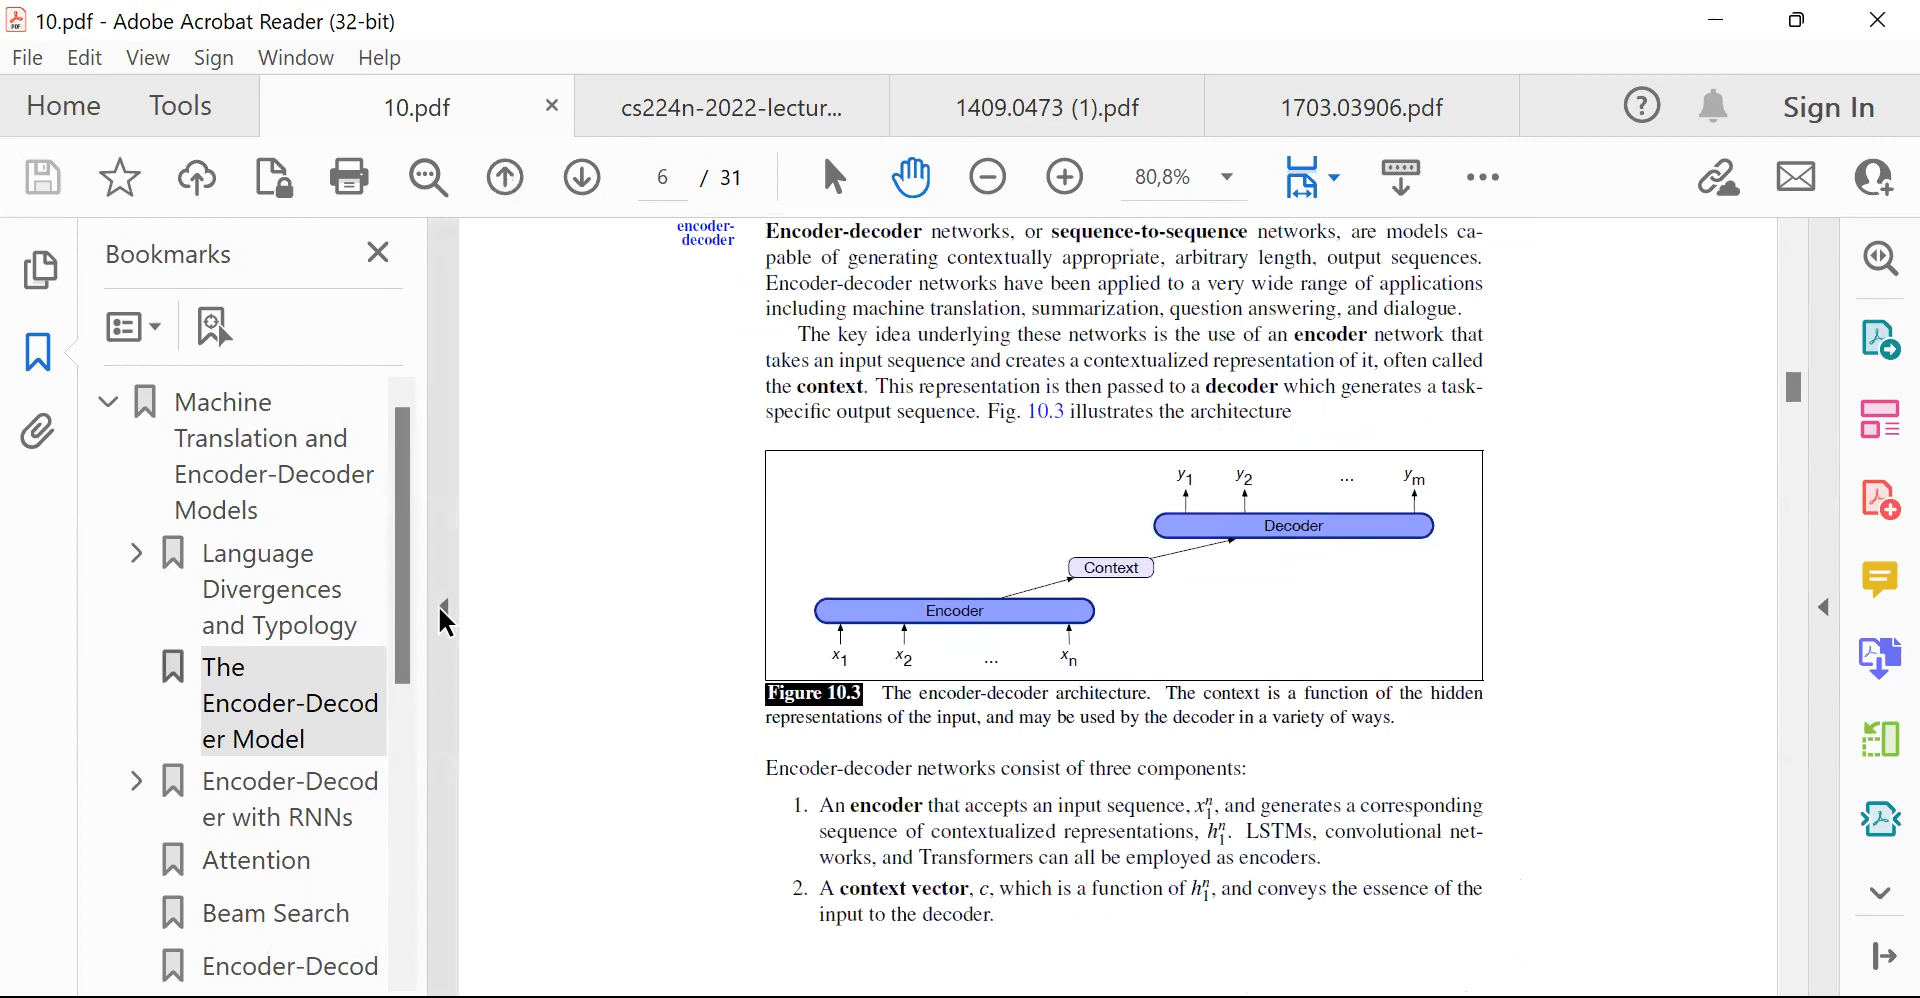 10.pdf - Adobe Acrobat Reader (32-bit)
File Edit View Sign Window Help
Home Tools 10.pdf cs224n-2022-lectur... 1409.0473 (1).pdf 1703.03906.pdf Sign In
6 / 31 80,8%
Bookmarks
Machine
Translation and
Encoder-Decoder
Models
Language
Divergences
and Typology
The
Encoder-Decod
er Model
Encoder-Decod
er with RNNs
Attention
Beam Search
Encoder-Decod
encoder-
decoder
Encoder-decoder networks, or sequence-to-sequence networks, are models ca-
pable of generating contextually appropriate, arbitrary length, output sequences.
Encoder-decoder networks have been applied to a very wide range of applications
including machine translation, summarization, question answering, and dialogue.
The key idea underlying these networks is the use of an encoder network that
takes an input sequence and creates a contextualized representation of it, often called
the context. This representation is then passed to a decoder which generates a task-
specific output sequence. Fig. 10.3 illustrates the architecture
y1 y2 ... ym
Decoder
Context
Encoder
x1 x2 ... xn
Figure 10.3 The encoder-decoder architecture. The context is a function of the hidden
representations of the input, and may be used by the decoder in a variety of ways.
Encoder-decoder networks consist of three components:
1. An encoder that accepts an input sequence, x_1^n, and generates a corresponding
sequence of contextualized representations, h_1^n. LSTMs, convolutional net-
works, and Transformers can all be employed as encoders.
2. A context vector, c, which is a function of h_1^n, and conveys the essence of the
input to the decoder.